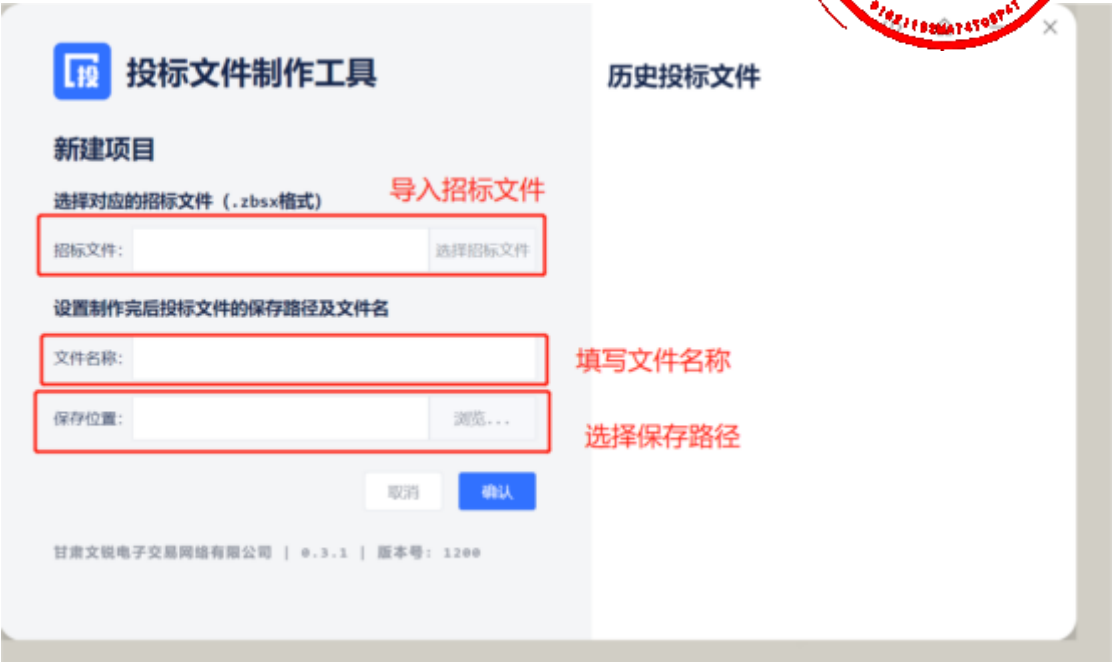 投
投标文件制作工具
历史投标文件
新建项目
导入招标文件
选择对应的招标文件（.zbsx格式）
招标文件：
选择招标文件
设置制作完后投标文件的保存路径及文件名
文件名称：
填写文件名称
保存位置：
浏览...
选择保存路径
取消
确认
甘肃文锐电子交易网络有限公司 | 0.3.1 | 版本号：1200